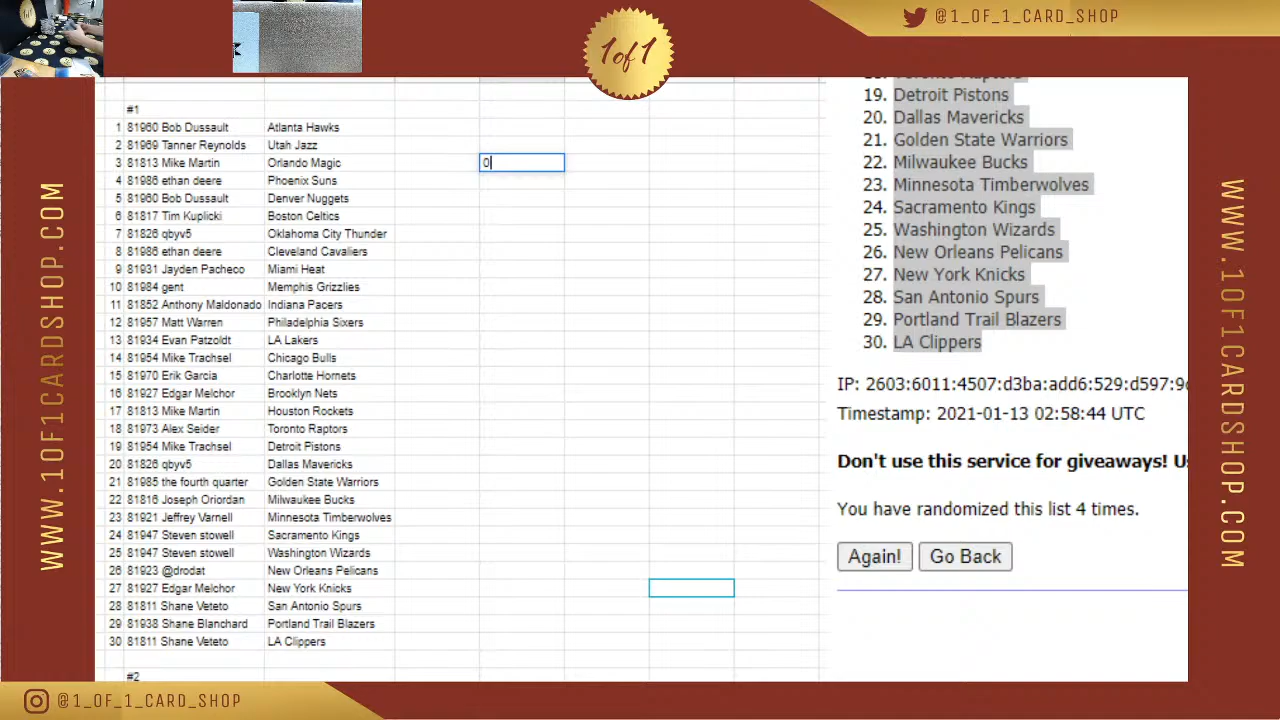 @1_OF_1_CARD_SHOP
1of1
#1
1 81960 Bob Dussault Atlanta Hawks
2 81969 Tanner Reynolds Utah Jazz
3 81813 Mike Martin Orlando Magic 0
4 81986 ethan deere Phoenix Suns
5 81960 Bob Dussault Denver Nuggets
6 81817 Tim Kuplicki Boston Celtics
7 81826 qbyv5 Oklahoma City Thunder
8 81986 ethan deere Cleveland Cavaliers
9 81931 Jayden Pacheco Miami Heat
10 81984 gent Memphis Grizzlies
11 81852 Anthony Maldonado Indiana Pacers
12 81957 Matt Warren Philadelphia Sixers
13 81934 Evan Patzoldt LA Lakers
14 81954 Mike Trachsel Chicago Bulls
15 81970 Erik Garcia Charlotte Hornets
16 81927 Edgar Melchor Brooklyn Nets
17 81813 Mike Martin Houston Rockets
18 81973 Alex Seider Toronto Raptors
19 81954 Mike Trachsel Detroit Pistons
20 81826 qbyv5 Dallas Mavericks
21 81985 the fourth quarter Golden State Warriors
22 81816 Joseph Oriordan Milwaukee Bucks
23 81921 Jeffrey Varnell Minnesota Timberwolves
24 81947 Steven stowell Sacramento Kings
25 81947 Steven stowell Washington Wizards
26 81923 @drodat New Orleans Pelicans
27 81927 Edgar Melchor New York Knicks
28 81811 Shane Veteto San Antonio Spurs
29 81938 Shane Blanchard Portland Trail Blazers
30 81811 Shane Veteto LA Clippers
#2
Toronto Raptors
19. Detroit Pistons
20. Dallas Mavericks
21. Golden State Warriors
22. Milwaukee Bucks
23. Minnesota Timberwolves
24. Sacramento Kings
25. Washington Wizards
26. New Orleans Pelicans
27. New York Knicks
28. San Antonio Spurs
29. Portland Trail Blazers
30. LA Clippers
IP: 2603:6011:4507:d3ba:add6:529:d597:9
Timestamp: 2021-01-13 02:58:44 UTC
Don't use this service for giveaways!
You have randomized this list 4 times.
Again! Go Back
WWW.1OF1CARDSHOP.COM
WWW.1OF1CARDSHOP.COM
@1_OF_1_CARD_SHOP